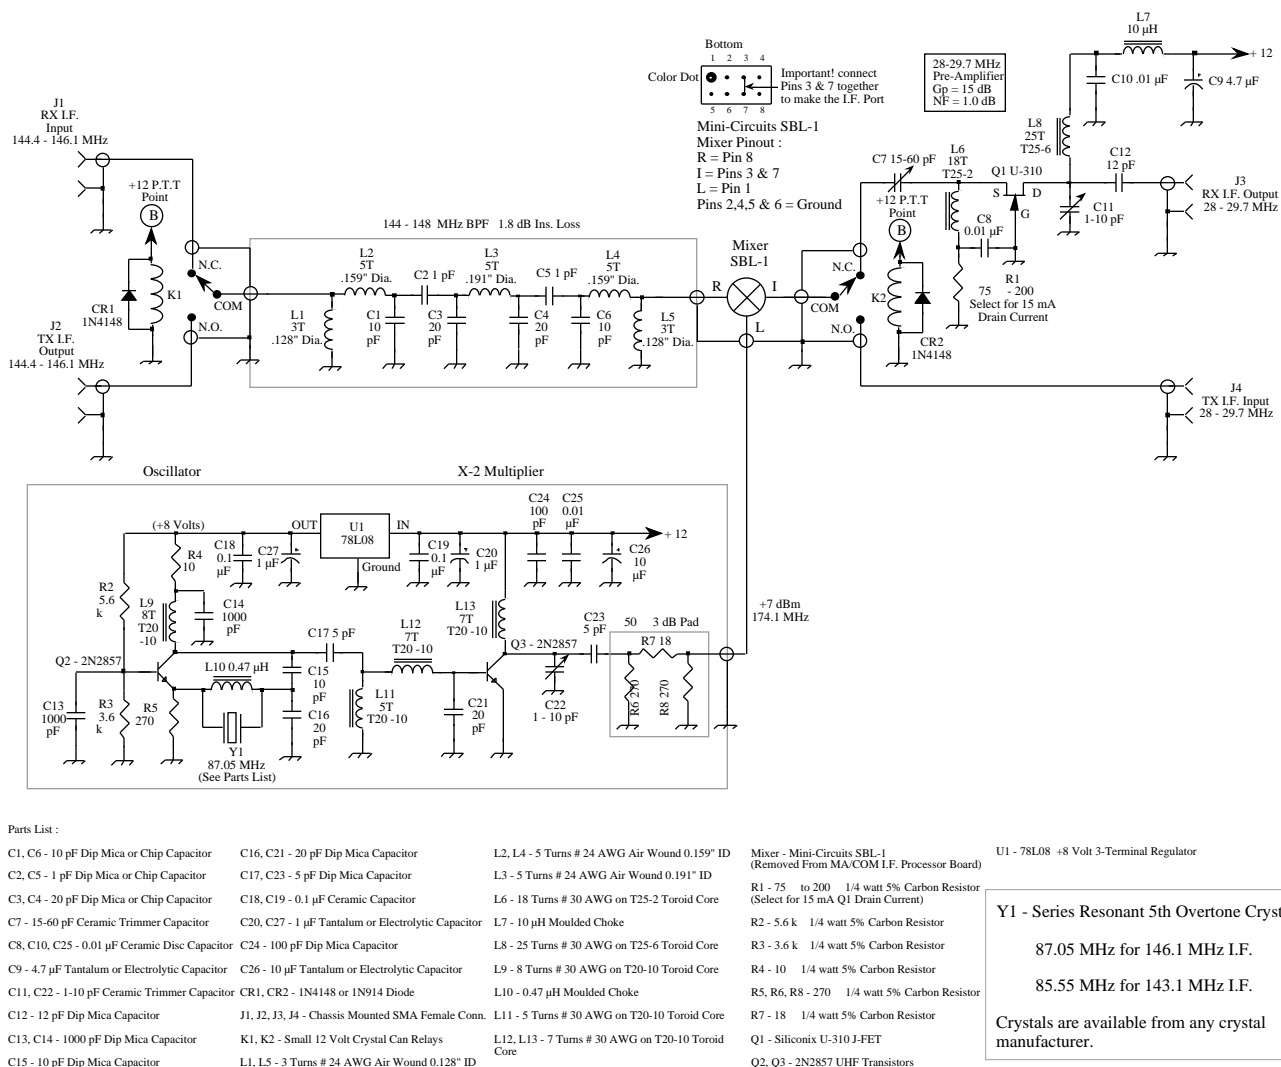 L7
10 µH
+ 12
C10 .01 µF
C9 4.7 µF
Bottom
1 2 3 4
Color Dot
5 6 7 8
Important! connect
Pins 3 & 7 together
to make the I.F. Port
Mini-Circuits SBL-1
Mixer Pinout :
R = Pin 8
I = Pins 3 & 7
L = Pin 1
Pins 2,4,5 & 6 = Ground
28-29.7 MHz
Pre-Amplifier
Gp = 15 dB
NF = 1.0 dB
J1
RX I.F.
Input
144.4 - 146.1 MHz
+12 P.T.T
Point
B
K1
CR1
1N4148
N.C.
COM
N.O.
J2
TX I.F.
Output
144.4 - 146.1 MHz
144 - 148 MHz BPF 1.8 dB Ins. Loss
L2
5T
.159" Dia.
C2 1 pF
L3
5T
.191" Dia.
C5 1 pF
L4
5T
.159" Dia.
L1
3T
.128" Dia.
C1
10
pF
C3
20
pF
C4
20
pF
C6
10
pF
L5
3T
.128" Dia.
Mixer
SBL-1
R
I
L
C7 15-60 pF
+12 P.T.T
Point
B
N.C.
COM
N.O.
K2
CR2
1N4148
L6
18T
T25-2
C8
0.01 µF
Q1 U-310
S D
G
L8
25T
T25-6
C12
12 pF
C11
1-10 pF
R1
75 - 200
Select for 15 mA
Drain Current
J3
RX I.F. Output
28 - 29.7 MHz
J4
TX I.F. Input
28 - 29.7 MHz
Oscillator
X-2 Multiplier
(+8 Volts)
OUT
U1
78L08
IN
Ground
R4
10
C18
0.1
µF
C27
1 µF
C19
0.1
µF
C20
1 µF
C24
100
pF
C25
0.01
µF
C26
10
µF
+ 12
R2
5.6
k
L9
8T
T20
-10
C14
1000
pF
Q2 - 2N2857
C13
1000
pF
R3
3.6
k
R5
270
L10 0.47 µH
Y1
87.05 MHz
(See Parts List)
C17 5 pF
C15
10
pF
C16
20
pF
L11
5T
T20 -10
L12
7T
T20 -10
L13
7T
T20 -10
C21
20
pF
Q3 - 2N2857
C23
5 pF
C22
1 - 10 pF
50 3 dB Pad
R7 18
R6 270
R8 270
+7 dBm
174.1 MHz
Parts List :
C1, C6 - 10 pF Dip Mica or Chip Capacitor
C2, C5 - 1 pF Dip Mica or Chip Capacitor
C3, C4 - 20 pF Dip Mica or Chip Capacitor
C7 - 15-60 pF Ceramic Trimmer Capacitor
C8, C10, C25 - 0.01 µF Ceramic Disc Capacitor
C9 - 4.7 µF Tantalum or Electrolytic Capacitor
C11, C22 - 1-10 pF Ceramic Trimmer Capacitor
C12 - 12 pF Dip Mica Capacitor
C13, C14 - 1000 pF Dip Mica Capacitor
C15 - 10 pF Dip Mica Capacitor
C16, C21 - 20 pF Dip Mica Capacitor
C17, C23 - 5 pF Dip Mica Capacitor
C18, C19 - 0.1 µF Ceramic Capacitor
C20, C27 - 1 µF Tantalum or Electrolytic Capacitor
C24 - 100 pF Dip Mica Capacitor
C26 - 10 µF Tantalum or Electrolytic Capacitor
CR1, CR2 - 1N4148 or 1N914 Diode
J1, J2, J3, J4 - Chassis Mounted SMA Female Conn.
K1, K2 - Small 12 Volt Crystal Can Relays
L1, L5 - 3 Turns # 24 AWG Air Wound 0.128" ID
L2, L4 - 5 Turns # 24 AWG Air Wound 0.159" ID
L3 - 5 Turns # 24 AWG Air Wound 0.191" ID
L6 - 18 Turns # 30 AWG on T25-2 Toroid Core
L7 - 10 µH Moulded Choke
L8 - 25 Turns # 30 AWG on T25-6 Toroid Core
L9 - 8 Turns # 30 AWG on T20-10 Toroid Core
L10 - 0.47 µH Moulded Choke
L11 - 5 Turns # 30 AWG on T20-10 Toroid Core
L12, L13 - 7 Turns # 30 AWG on T20-10 Toroid
Core
Mixer - Mini-Circuits SBL-1
(Removed From MA/COM I.F. Processor Board)
R1 - 75 to 200 1/4 watt 5% Carbon Resistor
(Select for 15 mA Q1 Drain Current)
R2 - 5.6 k 1/4 watt 5% Carbon Resistor
R3 - 3.6 k 1/4 watt 5% Carbon Resistor
R4 - 10 1/4 watt 5% Carbon Resistor
R5, R6, R8 - 270 1/4 watt 5% Carbon Resistor
R7 - 18 1/4 watt 5% Carbon Resistor
Q1 - Siliconix U-310 J-FET
Q2, Q3 - 2N2857 UHF Transistors
U1 - 78L08 +8 Volt 3-Terminal Regulator
Y1 - Series Resonant 5th Overtone Cryst
87.05 MHz for 146.1 MHz I.F.
85.55 MHz for 143.1 MHz I.F.
Crystals are available from any crystal
manufacturer.